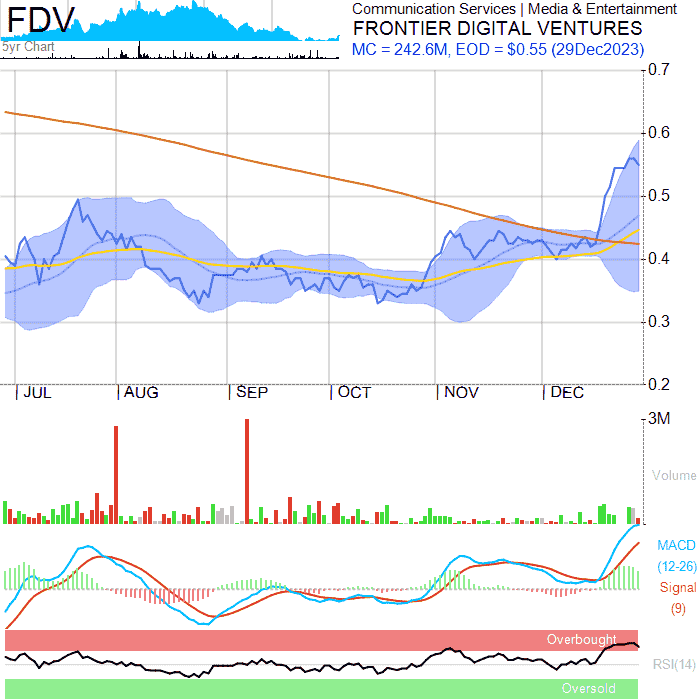 FDV
5yr Chart
Communication Services | Media & Entertainment
FRONTIER DIGITAL VENTURES
MC = 242.6M, EOD = $0.55 (29Dec2023)
0.7
0.6
0.5
0.4
0.3
0.2
JUL AUG SEP OCT NOV DEC
3M
Volume
MACD
(12-26)
Signal
(9)
Overbought
RSI(14)
Oversold